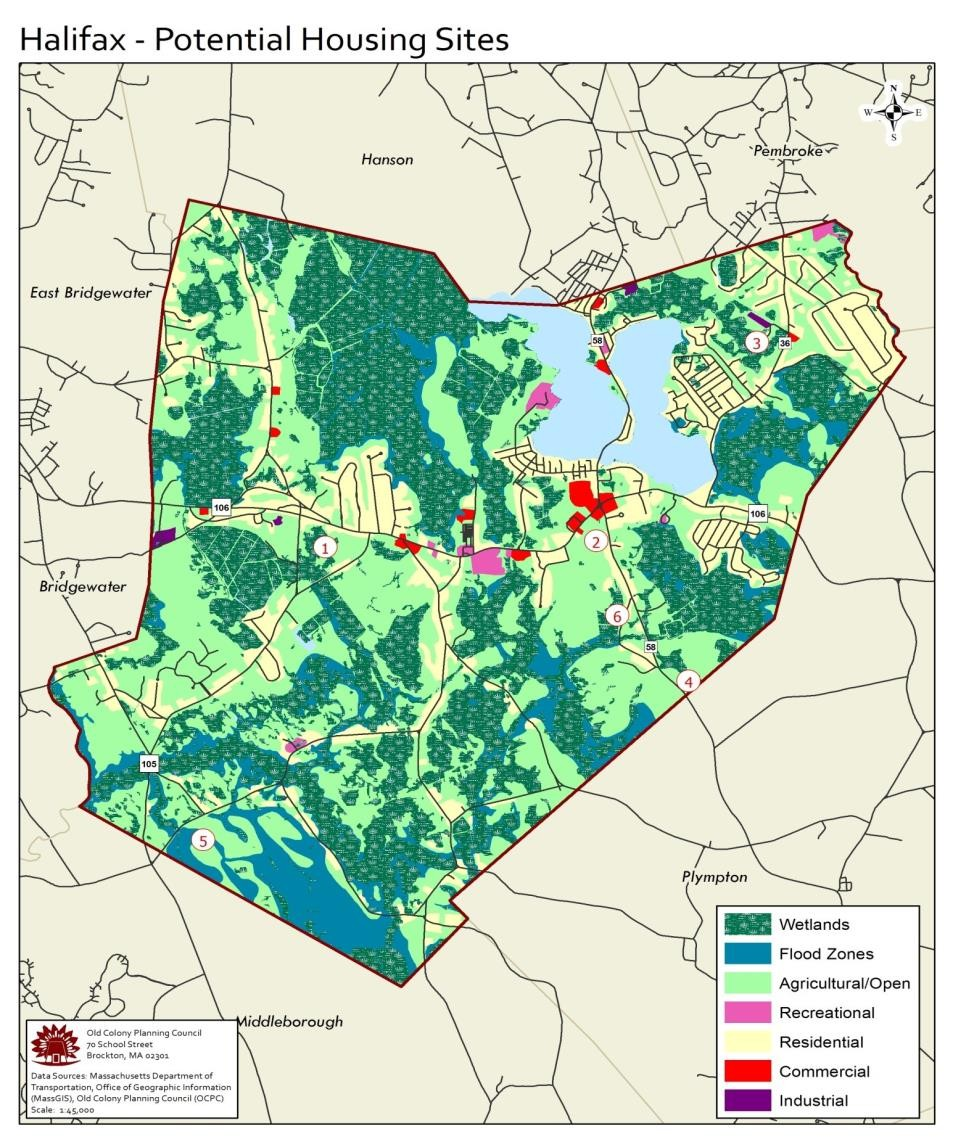 Halifax - Potential Housing Sites
N
W
E
S
Hanson
Pembroke
East Bridgewater
58
3
36
106
106
1
2
Bridgewater
6
58
4
105
5
Plympton
Middleborough
Wetlands
Flood Zones
Agricultural/Open
Recreational
Residential
Commercial
Industrial
Old Colony Planning Council
70 School Street
Brockton, MA 02301
Data Sources: Massachusetts Department of
Transportation, Office of Geographic Information
(MassGIS), Old Colony Planning Council (OCPC)
Scale: 1:45,000